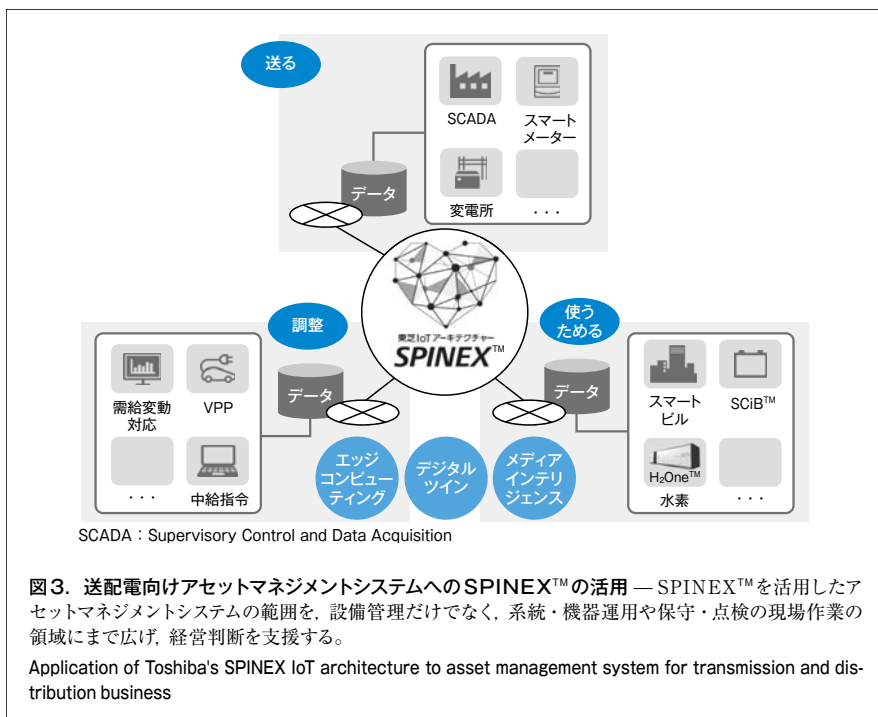 送る
SCADA
スマート
メーター
データ
変電所
・・・
東芝IoTアーキテクチャー
SPINEX™
調整
使う
ためる
需給変動
対応
VPP
データ
・・・
中給指令
データ
スマート
ビル
SCiB™
H₂One™
水素
・・・
エッジ
コンピュー
ティング
デジタル
ツイン
メディア
インテリ
ジェンス
SCADA：Supervisory Control and Data Acquisition
図3. 送配電向けアセットマネジメントシステムへのSPINEX™の活用 — SPINEX™を活用したア
セットマネジメントシステムの範囲を，設備管理だけでなく，系統・機器運用や保守・点検の現場作業の
領域にまで広げ，経営判断を支援する。
Application of Toshiba's SPINEX IoT architecture to asset management system for transmission and dis-
tribution business